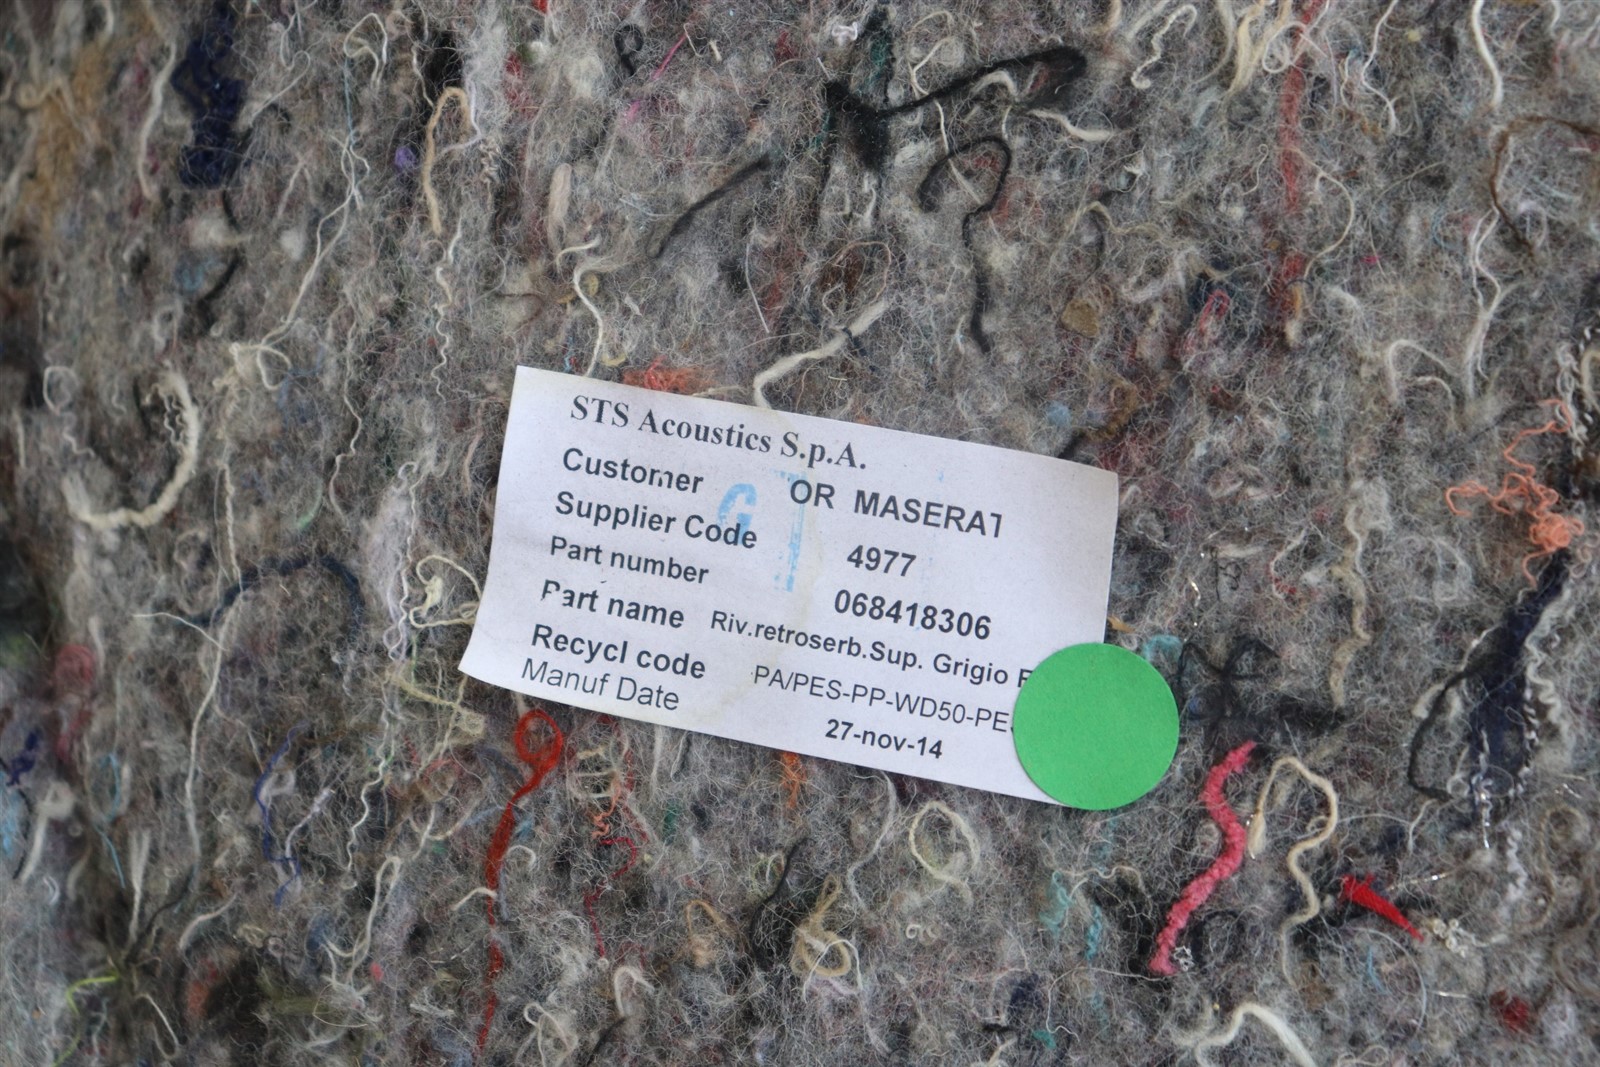 STS Acoustics S.p.A.
Customer OR MASERAT
Supplier Code 4977
Part number 068418306
Part name Riv.retroserb.Sup. Grigio
Recycl code PA/PES-PP-WD50-PE
Manuf Date 27-nov-14
G